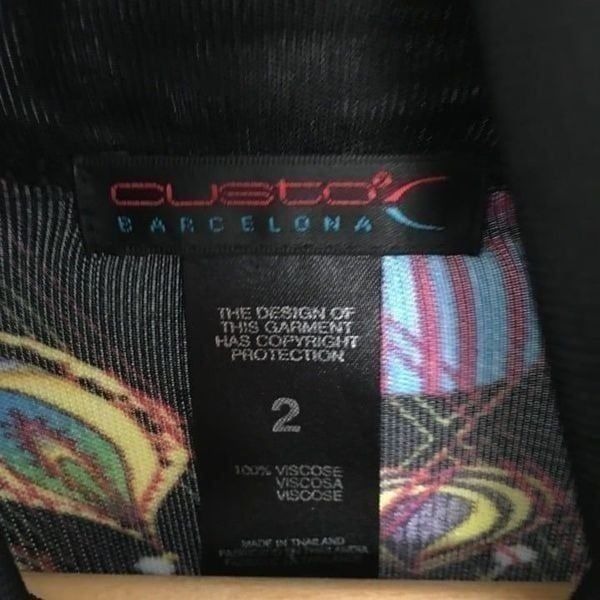 custo
BARCELONA
THE DESIGN OF
THIS GARMENT
HAS COPYRIGHT
PROTECTION
2
100% VISCOSE
VISCOSA
VISCOSE
MADE IN THAILAND